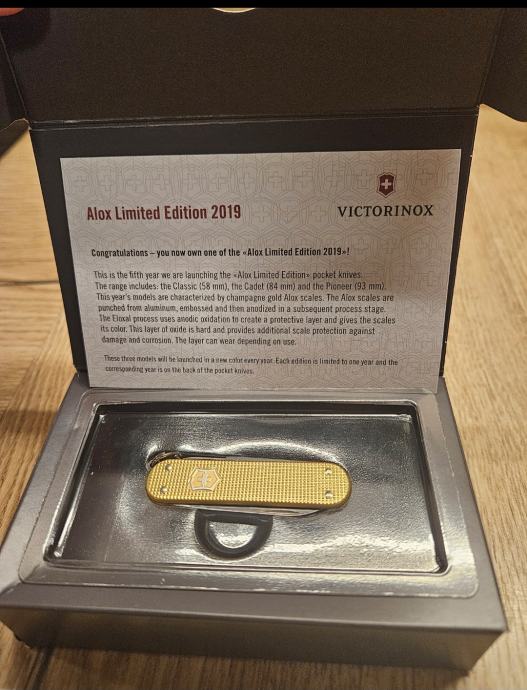 Alox Limited Edition 2019
VICTORINOX
Congratulations – you now own one of the «Alox Limited Edition 2019»!
This is the fifth year we are launching the «Alox Limited Edition» pocket knives.
The range includes: the Classic (58 mm), the Cadet (84 mm) and the Pioneer (93 mm).
This year's models are characterized by champagne gold Alox scales. The Alox scales are
punched from aluminum, embossed and then anodized in a subsequent process stage.
The Eloxal process uses anodic oxidation to create a protective layer and gives the scales
its color. This layer of oxide is hard and provides additional scale protection against
damage and corrosion. The layer can wear depending on use.
These three models will be launched in a new color every year. Each edition is limited to one year and the
corresponding year is on the back of the pocket knives.